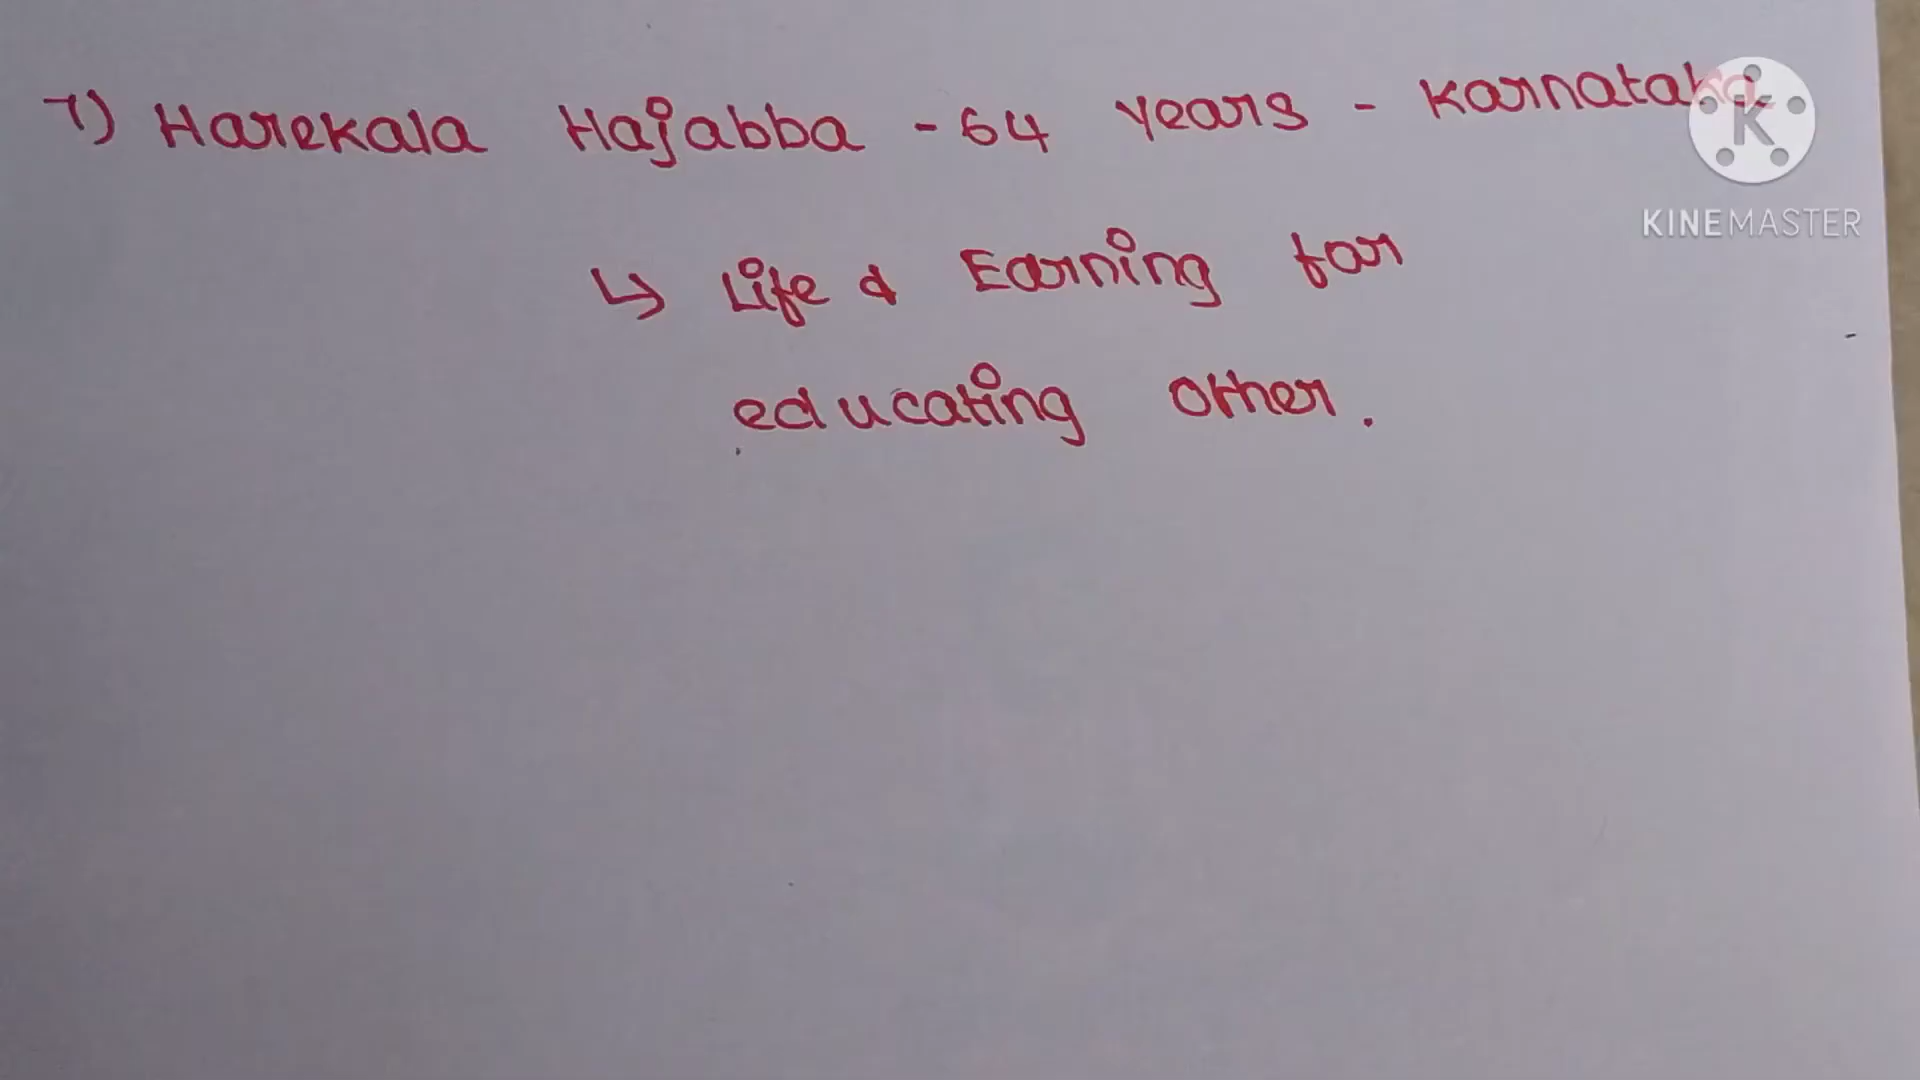 7) Harekala Hajabba - 64 years - Karnataka
↳ Life & Earning for
educating other.
K
KINEMASTER